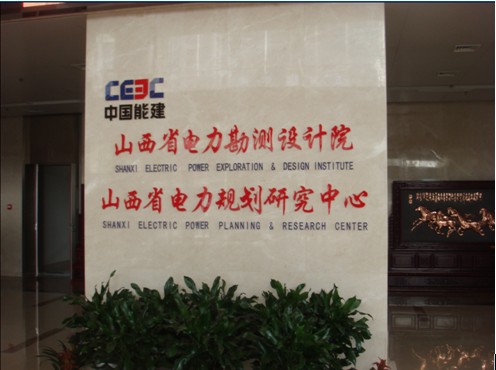 CEEC
中国能建
山西省电力勘测设计院
SHANXI ELECTRIC POWER EXPLORATION & DESIGN INSTITUTE
山西省电力规划研究中心
SHANXI ELECTRIC POWER PLANNING & RESEARCH CENTER